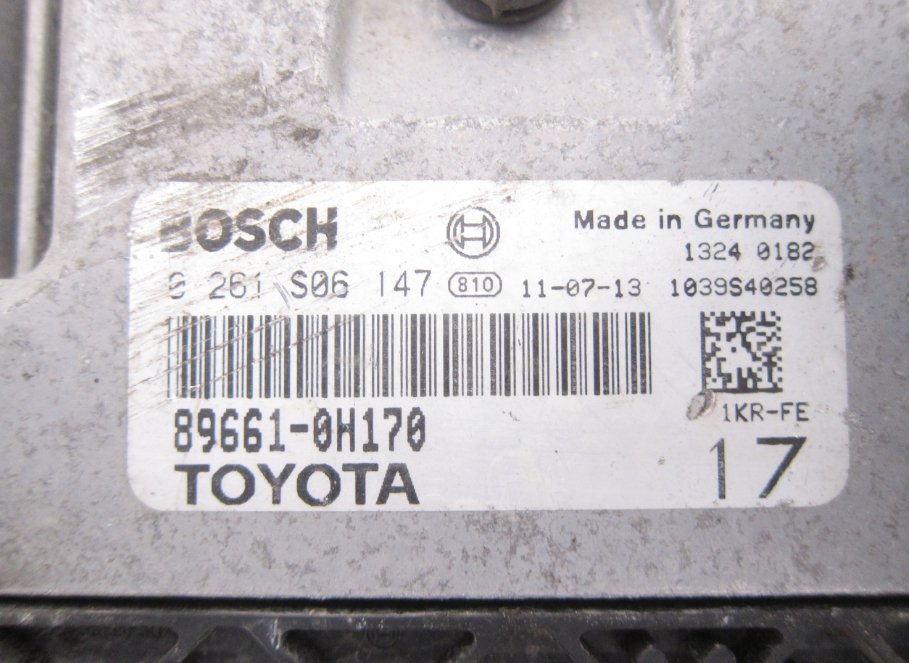 BOSCH Made in Germany
1324 0182
0 261 S06 147 810 11-07-13 1039S40258
89661-0H170 1KR-FE
TOYOTA 17